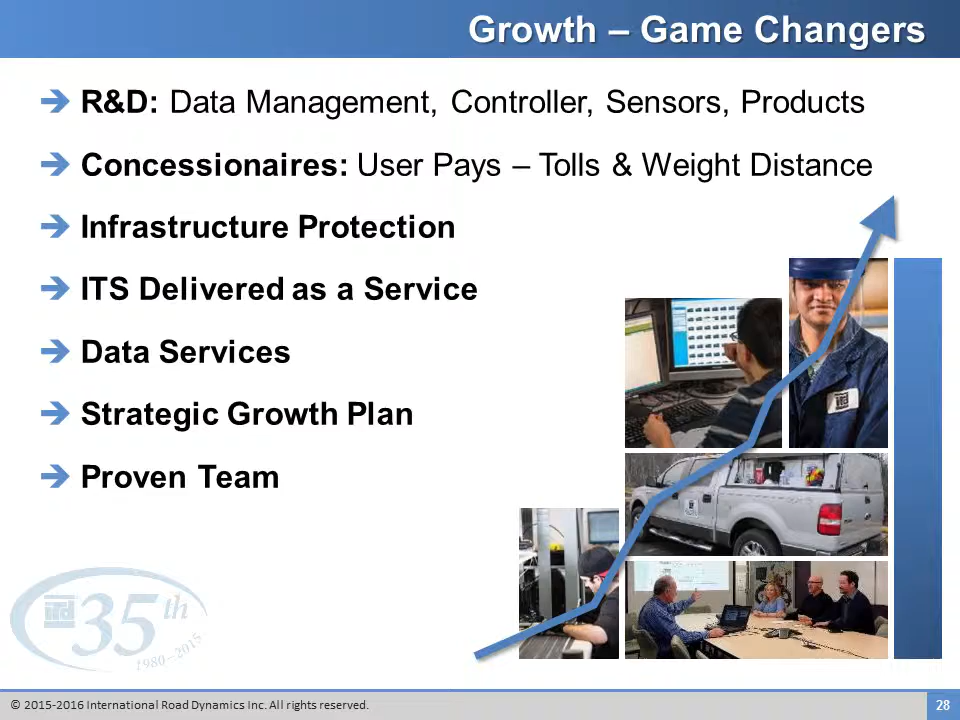 Growth – Game Changers
R&D: Data Management, Controller, Sensors, Products
Concessionaires: User Pays – Tolls & Weight Distance
Infrastructure Protection
ITS Delivered as a Service
Data Services
Strategic Growth Plan
Proven Team
ird 35th
1980–2015
ird
© 2015-2016 International Road Dynamics Inc. All rights reserved.
28